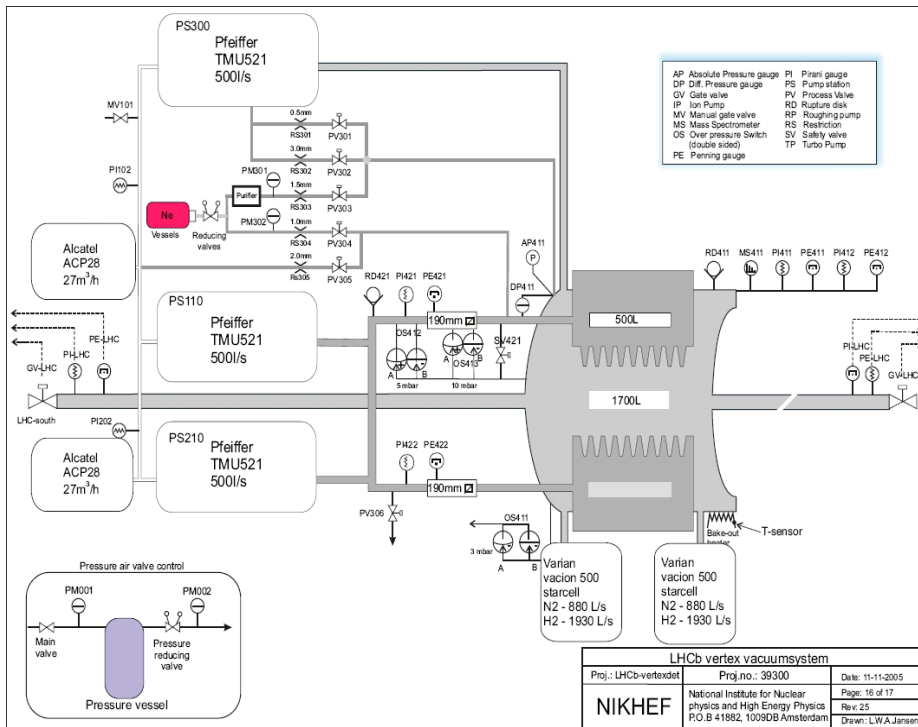 PS300
Pfeiffer
TMU521
500l/s
MV101
PI102
0.5mm
RS301
PV301
3.0mm
RS302
PV302
PM301
Purifier
1.5mm
RS303
PV303
Ne
Vessels
Reducing
valves
PM302
1.0mm
RS304
PV304
2.0mm
Rs305
PV305
AP Absolute Pressure gauge
DP Diff. Pressure gauge
GV Gate valve
IP Ion Pump
MV Manual gate valve
MS Mass Spectrometer
OS Over pressure Switch
(double sided)
PE Penning gauge
PI Pirani gauge
PS Pump station
PV Process Valve
RD Rupture disk
RP Roughing pump
RS Restriction
SV Safety valve
TP Turbo Pump
Alcatel
ACP28
27m³/h
PS110
Pfeiffer
TMU521
500l/s
RD421
PI421
PE421
AP411
P
DP411
190mm
OS412
OS413
SV421
A
B
A
B
5 mbar
10 mbar
500L
1700L
RD411
MS411
PI411
PE411
PI412
PE412
PE-LHC
PI-LHC
GV-LHC
LHC-south
PI-LHC
PE-LHC
GV-LHC
PI202
Alcatel
ACP28
27m³/h
PS210
Pfeiffer
TMU521
500l/s
PI422
PE422
190mm
PV306
OS411
3 mbar
A
B
Bake-out
heater
T-sensor
Varian
vacion 500
starcell
N2 - 880 L/s
H2 - 1930 L/s
Varian
vacion 500
starcell
N2 - 880 L/s
H2 - 1930 L/s
Pressure air valve control
PM001
PM002
Main
valve
Pressure
reducing
valve
Pressure vessel
LHCb vertex vacuumsystem
Proj.: LHCb-vertexdet
Proj.no.: 39300
Date: 11-11-2005
NIKHEF
National Institute for Nuclear
physics and High Energy Physics
P.O.B 41882, 1009DB Amsterdam
Page: 16 of 17
Rev: 25
Drawn: L.W.A.Jansen